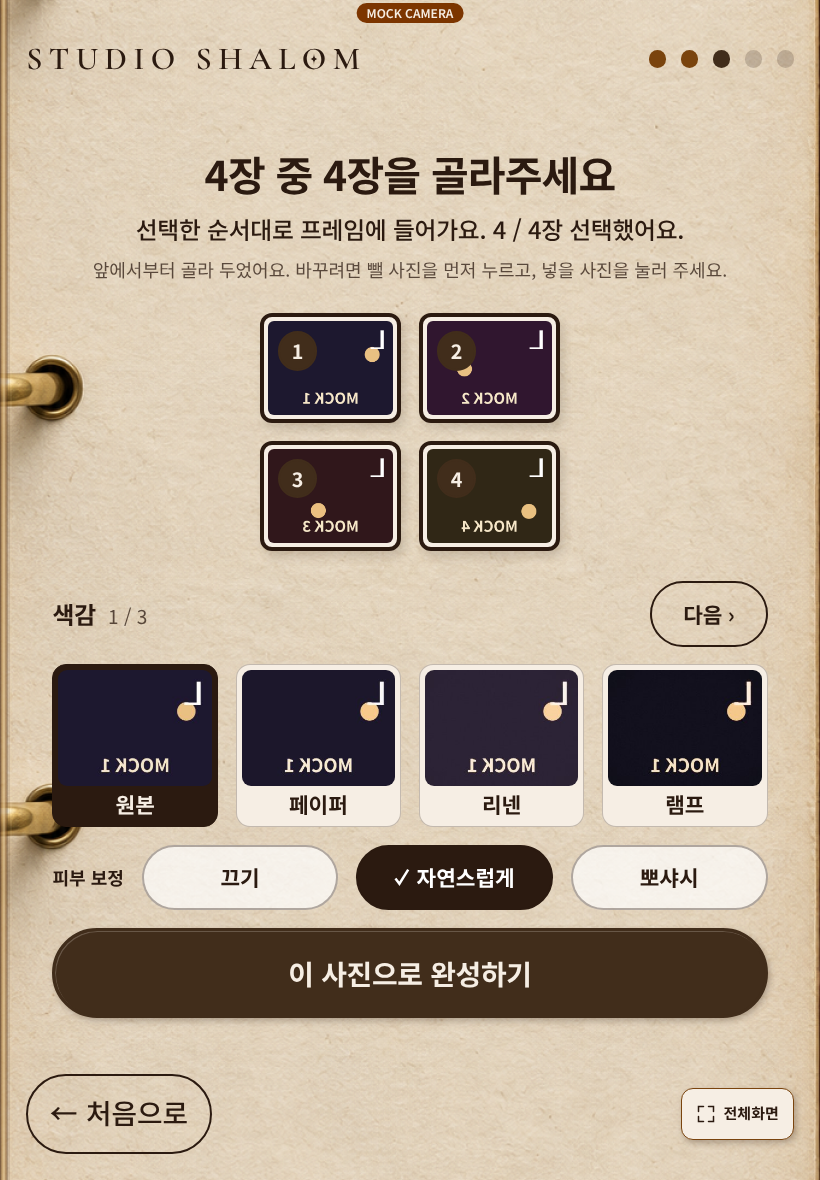 MOCK CAMERA
STUDIO SHALOM
4장 중 4장을 골라주세요
선택한 순서대로 프레임에 들어가요. 4 / 4장 선택했어요.
앞에서부터 골라 두었어요. 바꾸려면 뺄 사진을 먼저 누르고, 넣을 사진을 눌러 주세요.
1
MOCK 1
2
MOCK 2
3
MOCK 3
4
MOCK 4
색감 1 / 3
다음 ›
MOCK 1
MOCK 1
MOCK 1
MOCK 1
원본
페이퍼
리넨
램프
피부 보정
끄기
✓ 자연스럽게
뽀샤시
이 사진으로 완성하기
← 처음으로
전체화면